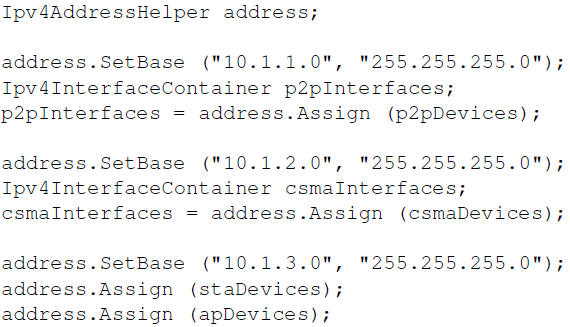 Ipv4AddressHelper address;
address.SetBase ("10.1.1.0", "255.255.255.0");
Ipv4InterfaceContainer p2pInterfaces;
p2pInterfaces = address.Assign (p2pDevices);
address.SetBase ("10.1.2.0", "255.255.255.0");
Ipv4InterfaceContainer csmaInterfaces;
csmaInterfaces = address.Assign (csmaDevices);
address.SetBase ("10.1.3.0", "255.255.255.0");
address.Assign (staDevices);
address.Assign (apDevices);